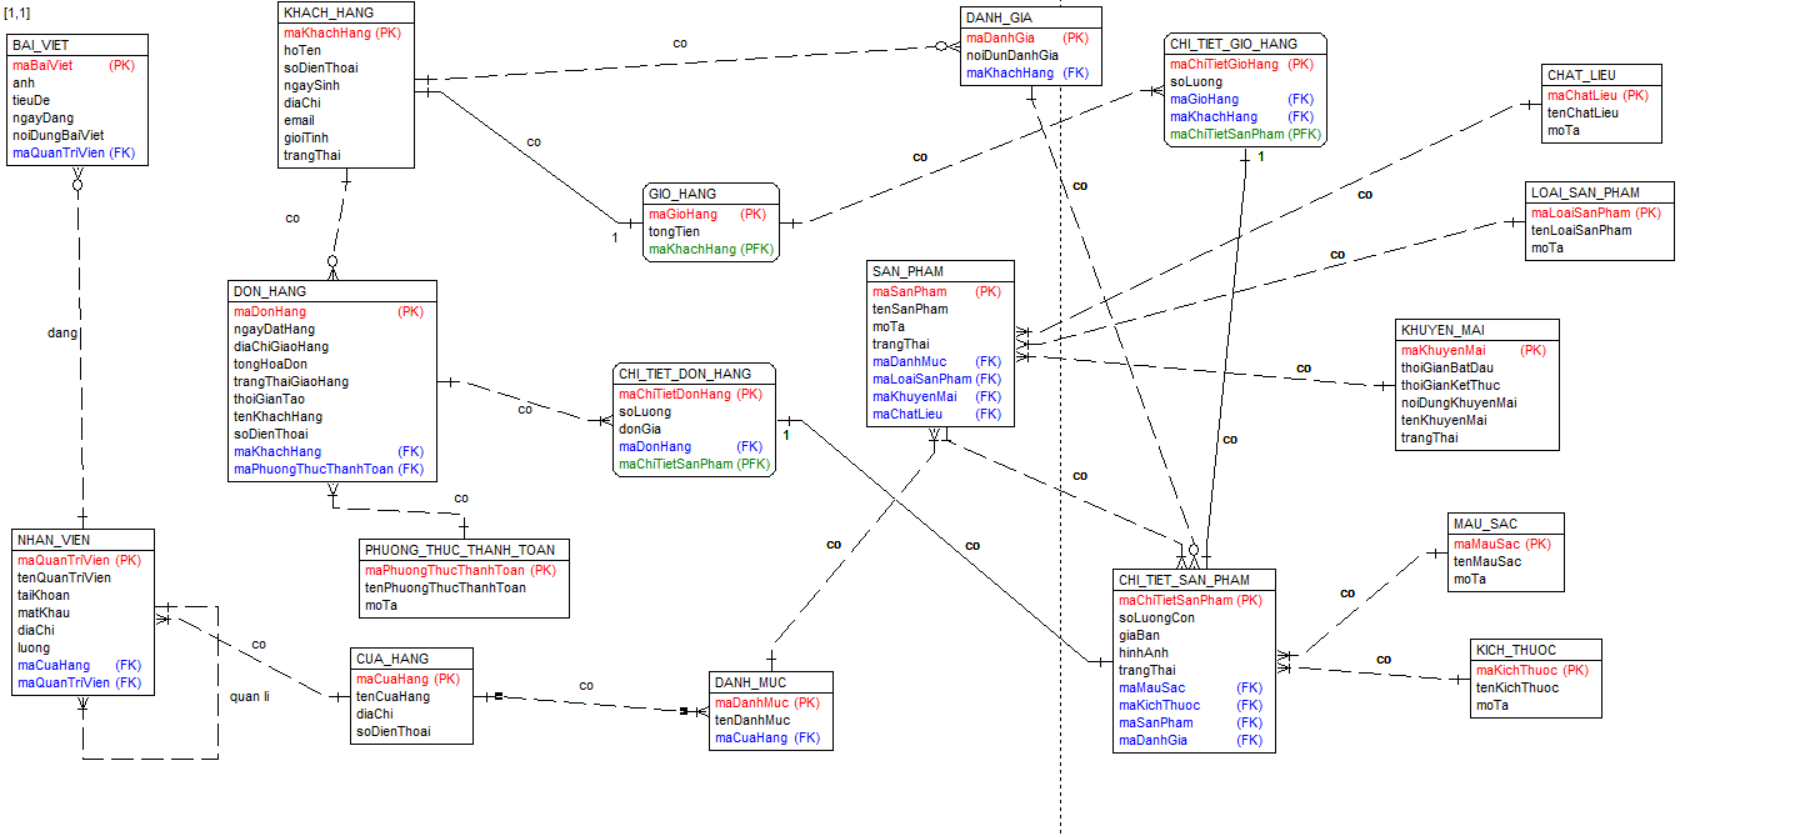 [1,1]
BAI_VIET
maBaiViet (PK)
anh
tieuDe
ngayDang
noiDungBaiViet
maQuanTriVien (FK)
KHACH_HANG
maKhachHang (PK)
hoTen
soDienThoai
ngaySinh
diaChi
email
gioiTinh
trangThai
co
DANH_GIA
maDanhGia (PK)
noiDunDanhGia
maKhachHang (FK)
CHI_TIET_GIO_HANG
maChiTietGioHang (PK)
soLuong
maGioHang (FK)
maKhachHang (FK)
maChiTietSanPham (PFK)
1
CHAT_LIEU
maChatLieu (PK)
tenChatLieu
moTa
co
co
co
co
co
GIO_HANG
maGioHang (PK)
tongTien
maKhachHang (PFK)
1
LOAI_SAN_PHAM
maLoaiSanPham (PK)
tenLoaiSanPham
moTa
co
SAN_PHAM
maSanPham (PK)
tenSanPham
moTa
trangThai
maDanhMuc (FK)
maLoaiSanPham (FK)
maKhuyenMai (FK)
maChatLieu (FK)
DON_HANG
maDonHang (PK)
ngayDatHang
diaChiGiaoHang
tongHoaDon
trangThaiGiaoHang
thoiGianTao
tenKhachHang
soDienThoai
maKhachHang (FK)
maPhuongThucThanhToan (FK)
dang
KHUYEN_MAI
maKhuyenMai (PK)
thoiGianBatDau
thoiGianKetThuc
noiDungKhuyenMai
tenKhuyenMai
trangThai
co
CHI_TIET_DON_HANG
maChiTietDonHang (PK)
soLuong
donGia
maDonHang (FK)
maChiTietSanPham (PFK)
1
co
co
co
co
co
co
NHAN_VIEN
maQuanTriVien (PK)
tenQuanTriVien
taiKhoan
matKhau
diaChi
luong
maCuaHang (FK)
maQuanTriVien (FK)
PHUONG_THUC_THANH_TOAN
maPhuongThucThanhToan (PK)
tenPhuongThucThanhToan
moTa
MAU_SAC
maMauSac (PK)
tenMauSac
moTa
CHI_TIET_SAN_PHAM
maChiTietSanPham (PK)
soLuongCon
giaBan
hinhAnh
trangThai
maMauSac (FK)
maKichThuoc (FK)
maSanPham (FK)
maDanhGia (FK)
co
co
KICH_THUOC
maKichThuoc (PK)
tenKichThuoc
moTa
co
quan li
CUA_HANG
maCuaHang (PK)
tenCuaHang
diaChi
soDienThoai
co
DANH_MUC
maDanhMuc (PK)
tenDanhMuc
maCuaHang (FK)